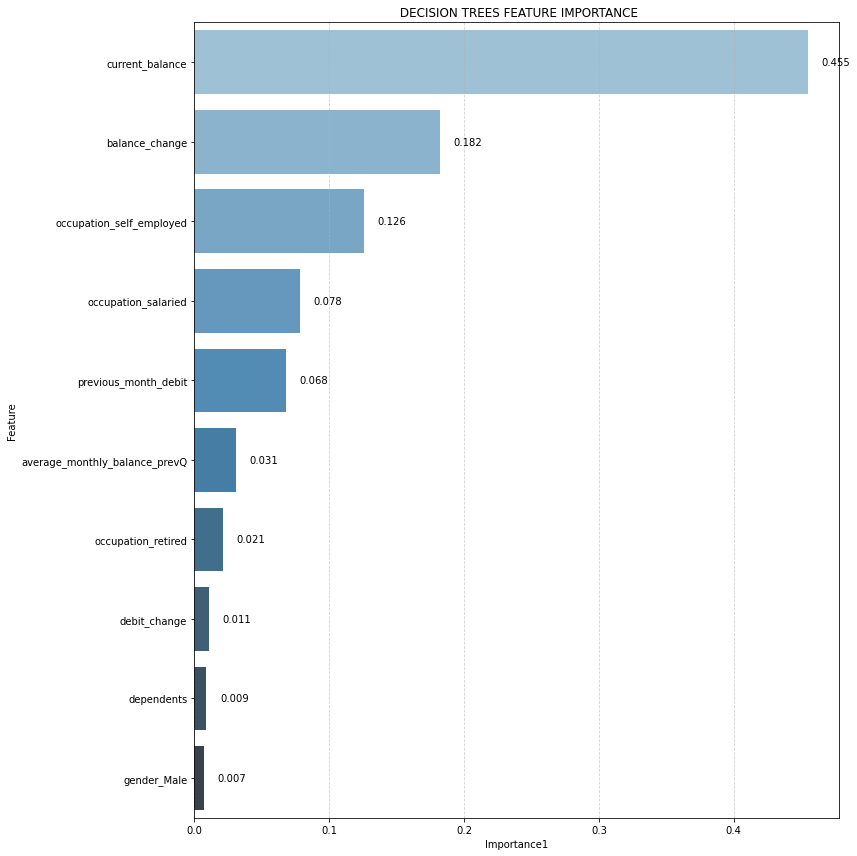 DECISION TREES FEATURE IMPORTANCE
current_balance
0.455
balance_change
0.182
occupation_self_employed
0.126
occupation_salaried
0.078
previous_month_debit
0.068
Feature
average_monthly_balance_prevQ
0.031
occupation_retired
0.021
debit_change
0.011
dependents
0.009
gender_Male
0.007
0.0 0.1 0.2 0.3 0.4
Importance1